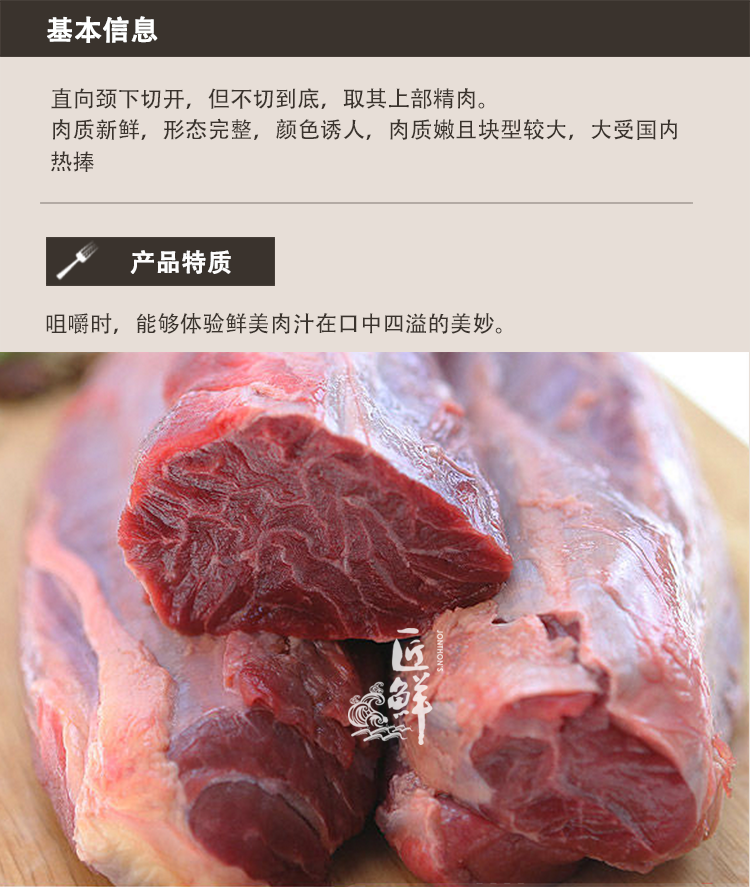 基本信息
直向颈下切开，但不切到底，取其上部精肉。
肉质新鲜，形态完整，颜色诱人，肉质嫩且块型较大，大受国内
热捧
产品特质
咀嚼时，能够体验鲜美肉汁在口中四溢的美妙。
匠鲜
JONTHON'S